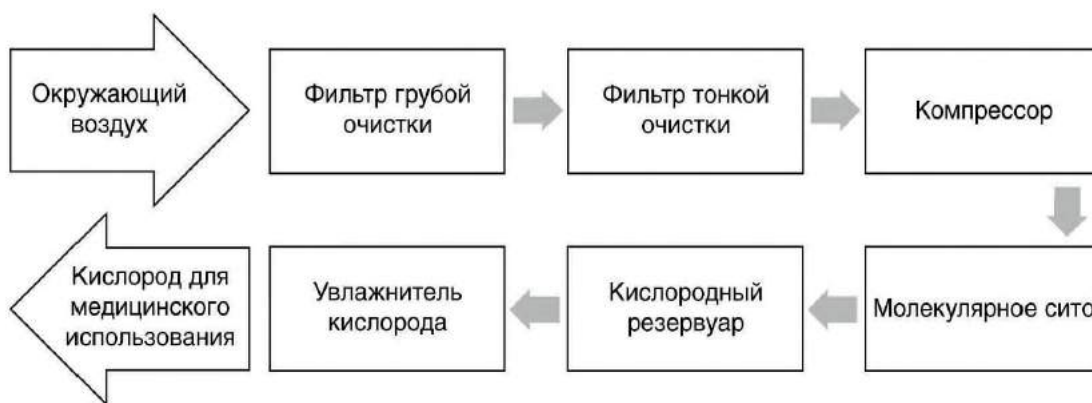 Окружающий
воздух
Фильтр грубой
очистки
Фильтр тонкой
очистки
Компрессор
Кислород для
медицинского
использования
Увлажнитель
кислорода
Кислородный
резервуар
Молекулярное сито